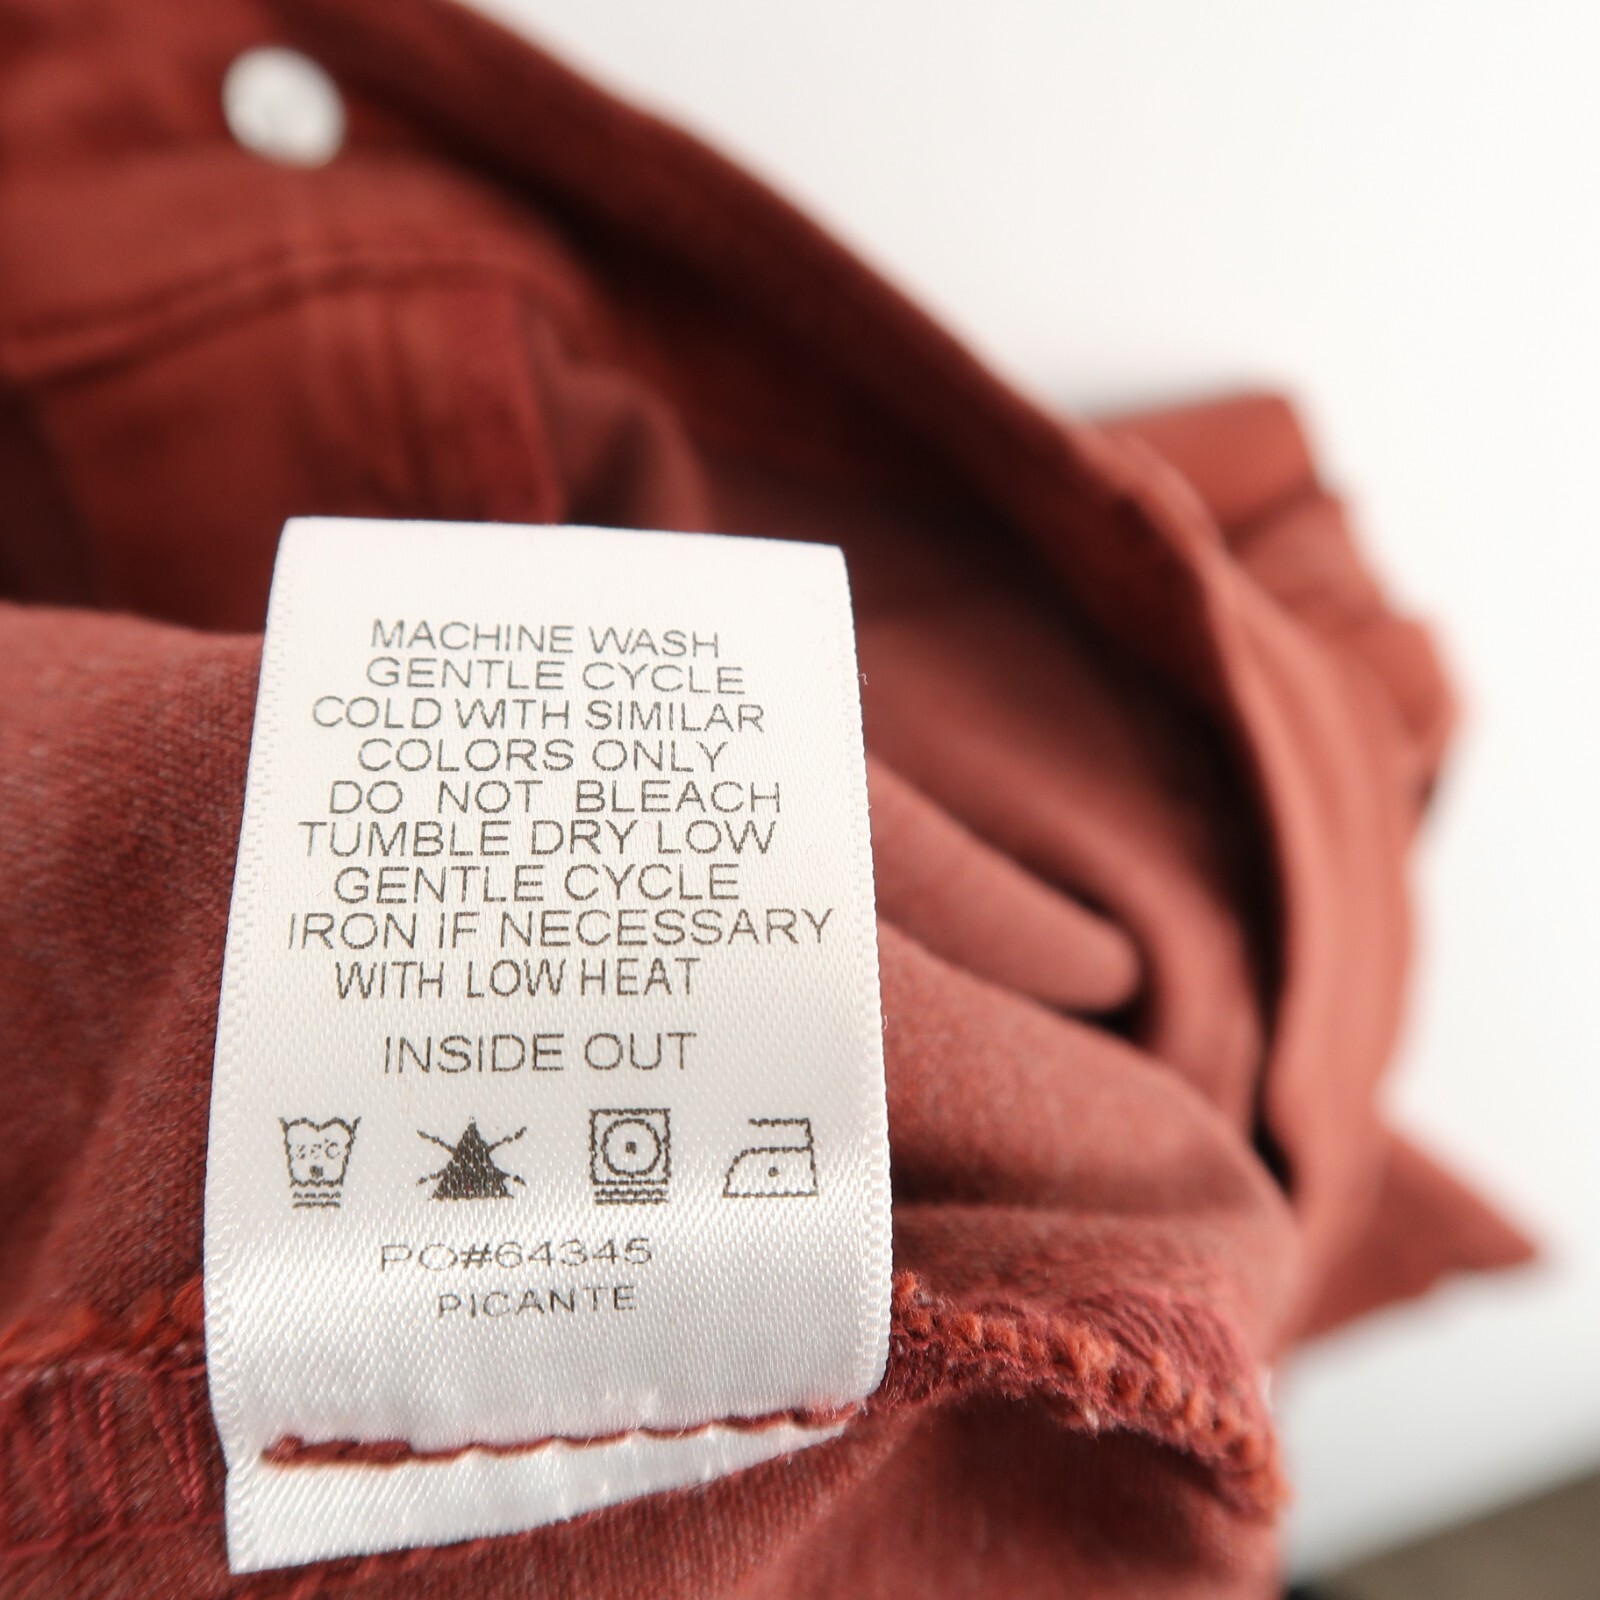 MACHINE WASH
GENTLE CYCLE
COLD WITH SIMILAR
COLORS ONLY
DO NOT BLEACH
TUMBLE DRY LOW
GENTLE CYCLE
IRON IF NECESSARY
WITH LOW HEAT
INSIDE OUT
PO#64345
PICANTE